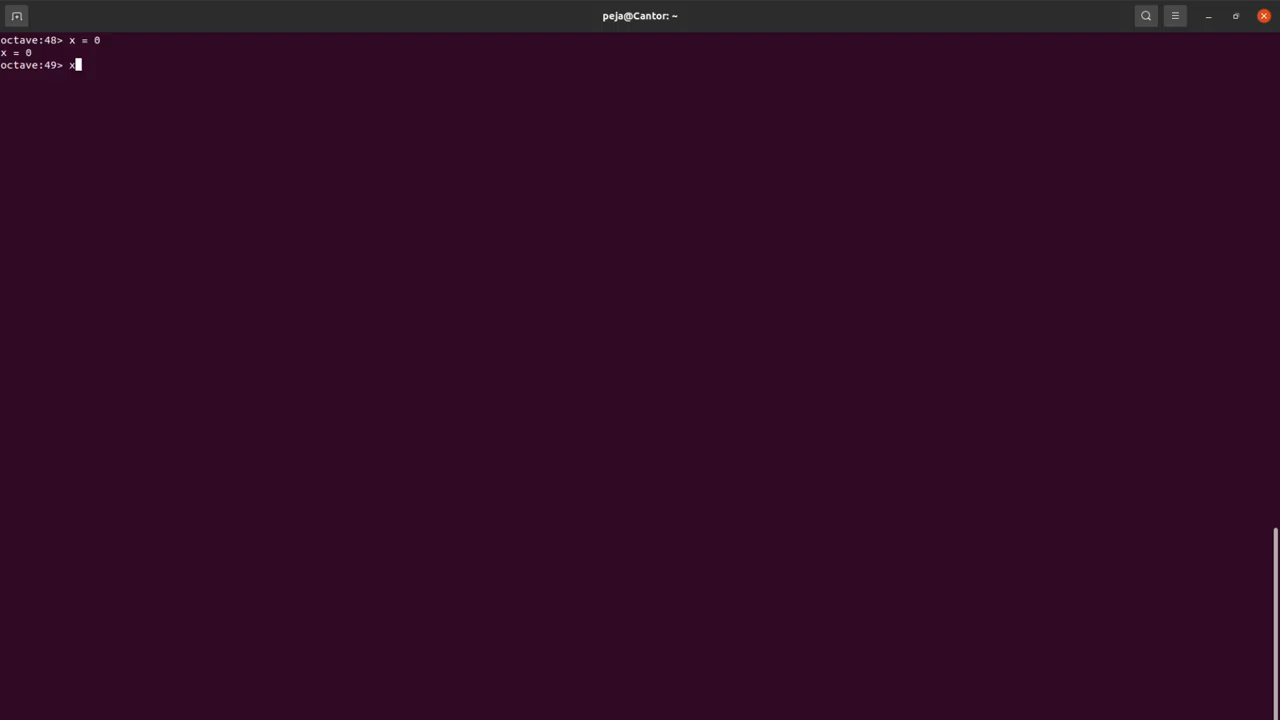 peja@Cantor: ~
octave:48> x = 0
x = 0
octave:49> x